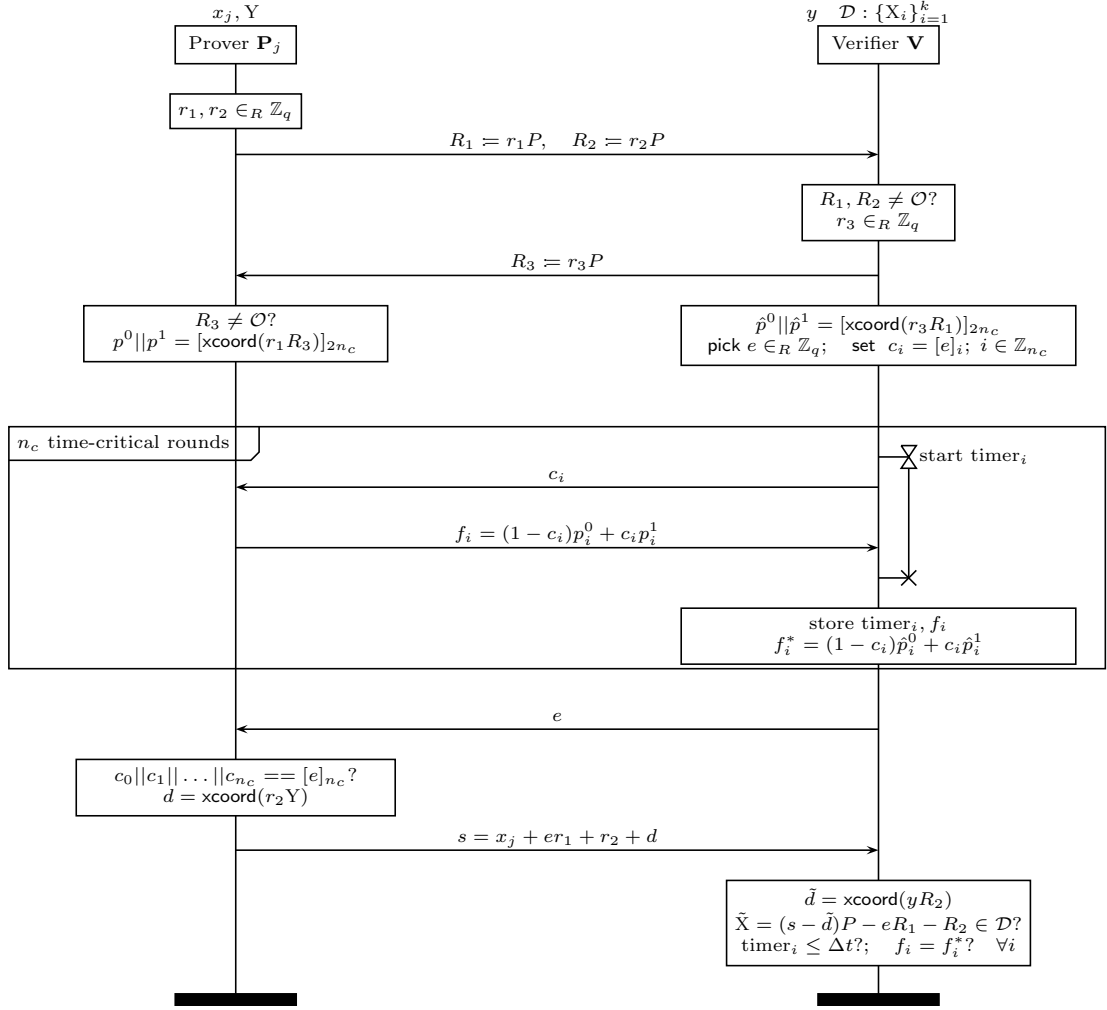 x_j, Y
y   𝒟 : {X_i}_{i=1}^k
Prover P_j
Verifier V
r_1, r_2 ∈_R ℤ_q
R_1 ≔ r_1P,   R_2 ≔ r_2P
R_1, R_2 ≠ 𝒪?
r_3 ∈_R ℤ_q
R_3 ≔ r_3P
R_3 ≠ 𝒪?
p^0||p^1 = [xcoord(r_1R_3)]_{2n_c}
p̂^0||p̂^1 = [xcoord(r_3R_1)]_{2n_c}
pick e ∈_R ℤ_q;   set c_i = [e]_i; i ∈ ℤ_{n_c}
n_c time-critical rounds
start timer_i
c_i
f_i = (1 − c_i)p_i^0 + c_ip_i^1
store timer_i, f_i
f_i^* = (1 − c_i)p̂_i^0 + c_ip̂_i^1
e
c_0||c_1|| . . . ||c_{n_c} == [e]_{n_c}?
d = xcoord(r_2Y)
s = x_j + er_1 + r_2 + d
d̃ = xcoord(yR_2)
X̃ = (s − d̃)P − eR_1 − R_2 ∈ 𝒟?
timer_i ≤ Δt?;   f_i = f_i^*?   ∀i